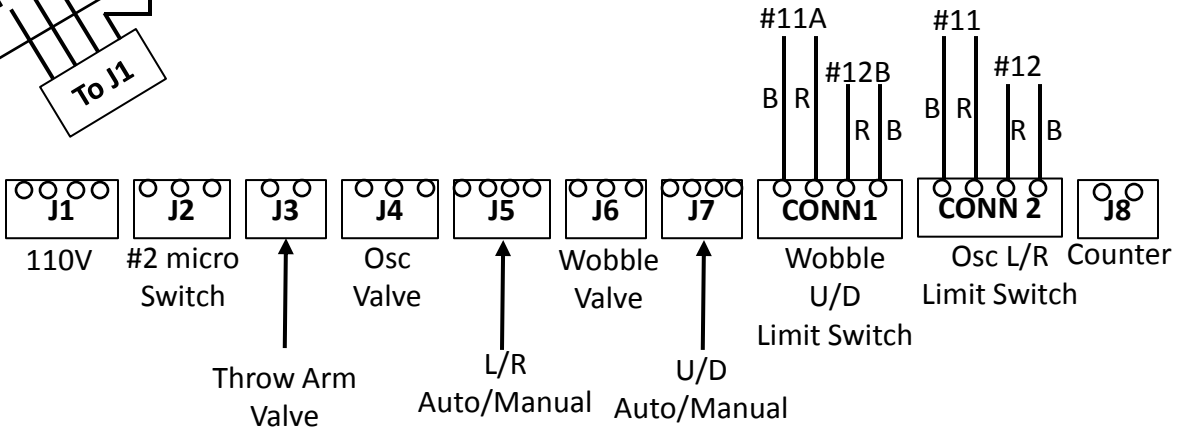 #11A
#11
#12B
#12
B R
R B
B R
R B
To J1
J1
J2
J3
J4
J5
J6
J7
CONN1
CONN 2
J8
110V
#2 micro
Switch
Osc
Valve
Wobble
Valve
Wobble
U/D
Limit Switch
Osc L/R
Limit Switch
Counter
Throw Arm
Valve
L/R
Auto/Manual
U/D
Auto/Manual